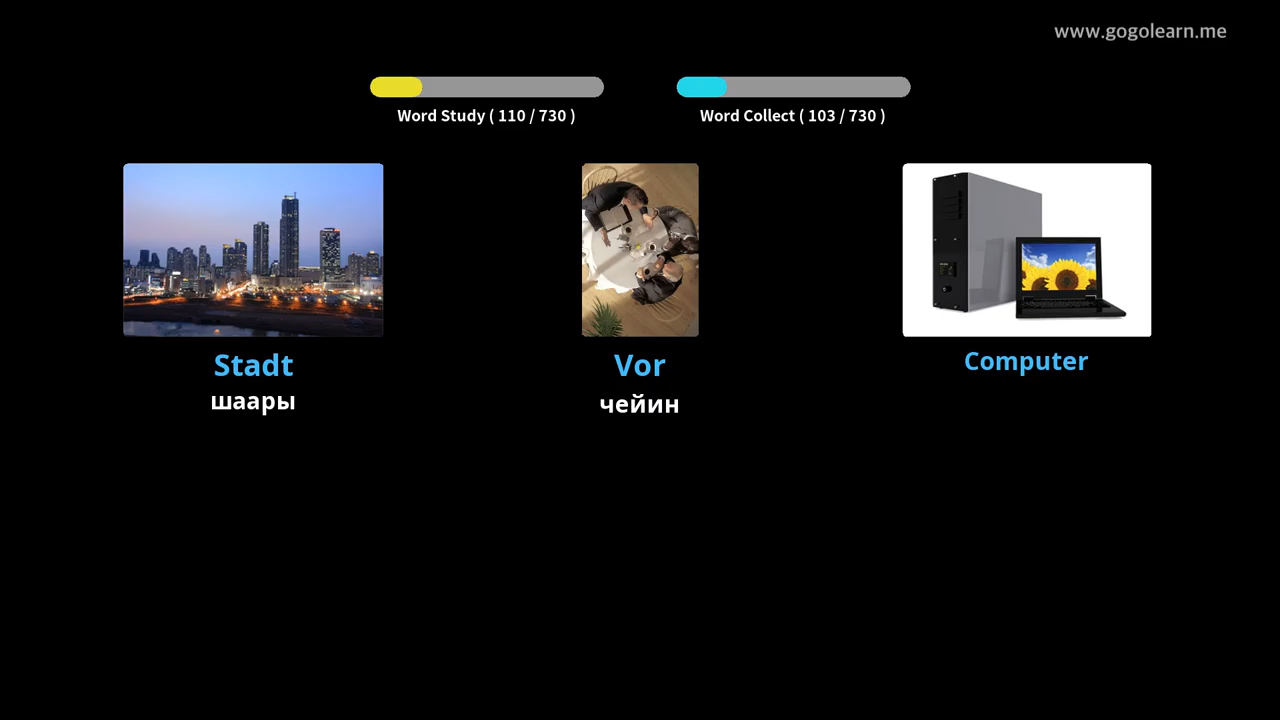 www.gogolearn.me
Word Study ( 110 / 730 )
Word Collect ( 103 / 730 )
Stadt
шаары
Vor
чейин
Computer